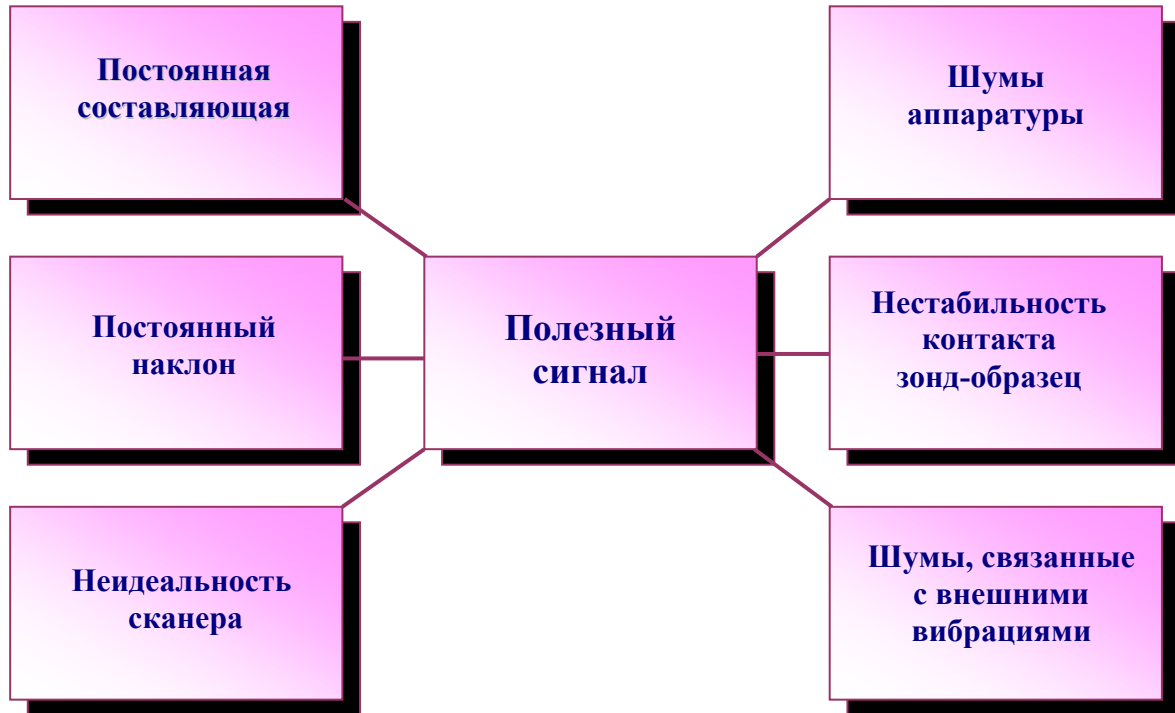 Постоянная
составляющая
Шумы
аппаратуры
Постоянный
наклон
Полезный
сигнал
Нестабильность
контакта
зонд-образец
Неидеальность
сканера
Шумы, связанные
с внешними
вибрациями